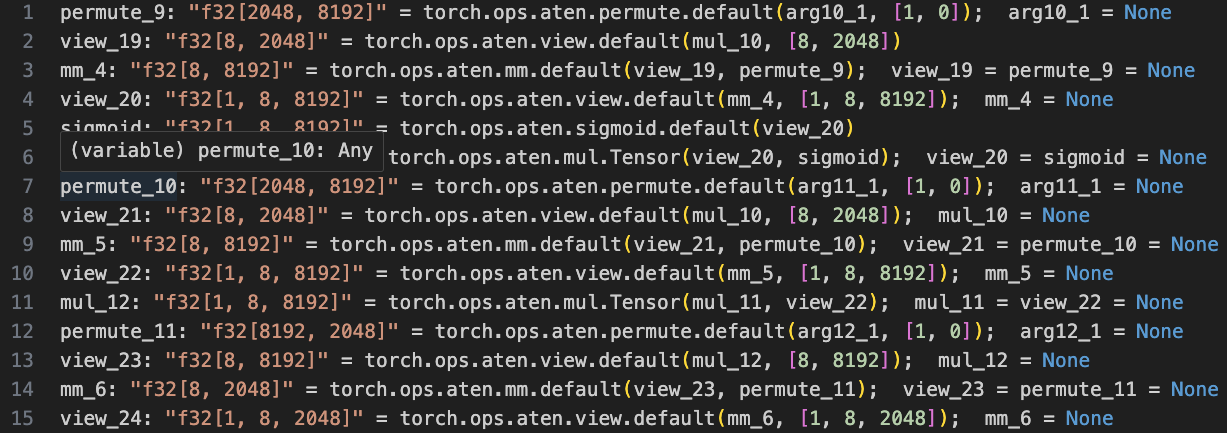 1 permute_9: "f32[2048, 8192]" = torch.ops.aten.permute.default(arg10_1, [1, 0]);  arg10_1 = None
2 view_19: "f32[8, 2048]" = torch.ops.aten.view.default(mul_10, [8, 2048])
3 mm_4: "f32[8, 8192]" = torch.ops.aten.mm.default(view_19, permute_9);  view_19 = permute_9 = None
4 view_20: "f32[1, 8, 8192]" = torch.ops.aten.view.default(mm_4, [1, 8, 8192]);  mm_4 = None
5 sigmoid: "f32[1, 8, 8192]" = torch.ops.aten.sigmoid.default(view_20)
(variable) permute_10: Any
6 torch.ops.aten.mul.Tensor(view_20, sigmoid);  view_20 = sigmoid = None
7 permute_10: "f32[2048, 8192]" = torch.ops.aten.permute.default(arg11_1, [1, 0]);  arg11_1 = None
8 view_21: "f32[8, 2048]" = torch.ops.aten.view.default(mul_10, [8, 2048]);  mul_10 = None
9 mm_5: "f32[8, 8192]" = torch.ops.aten.mm.default(view_21, permute_10);  view_21 = permute_10 = None
10 view_22: "f32[1, 8, 8192]" = torch.ops.aten.view.default(mm_5, [1, 8, 8192]);  mm_5 = None
11 mul_12: "f32[1, 8, 8192]" = torch.ops.aten.mul.Tensor(mul_11, view_22);  mul_11 = view_22 = None
12 permute_11: "f32[8192, 2048]" = torch.ops.aten.permute.default(arg12_1, [1, 0]);  arg12_1 = None
13 view_23: "f32[8, 8192]" = torch.ops.aten.view.default(mul_12, [8, 8192]);  mul_12 = None
14 mm_6: "f32[8, 2048]" = torch.ops.aten.mm.default(view_23, permute_11);  view_23 = permute_11 = None
15 view_24: "f32[1, 8, 2048]" = torch.ops.aten.view.default(mm_6, [1, 8, 2048]);  mm_6 = None